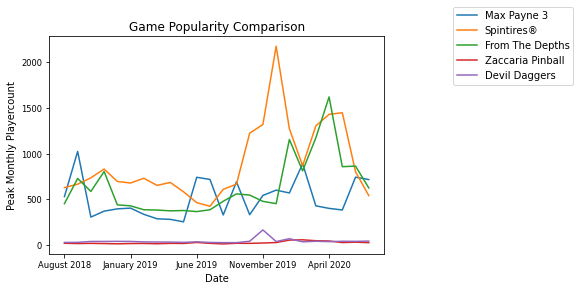 Game Popularity Comparison
Max Payne 3
Spintires®
From The Depths
Zaccaria Pinball
Devil Daggers
Peak Monthly Playercount
2000
1500
1000
500
0
August 2018 January 2019 June 2019 November 2019 April 2020
Date